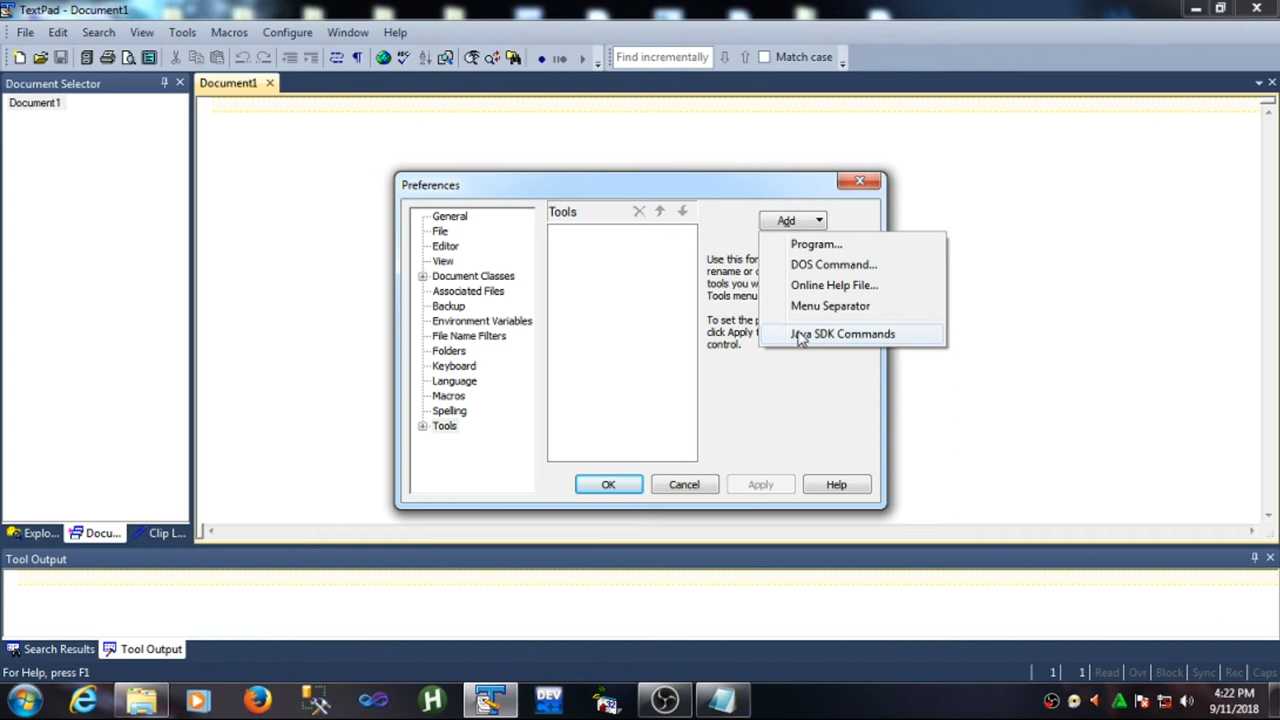 TextPad - Document1
File Edit Search View Tools Macros Configure Window Help
Find incrementally Match case
Document Selector
Document1
Document1
Preferences
General
File
Editor
View
Document Classes
Associated Files
Backup
Environment Variables
File Name Filters
Folders
Keyboard
Language
Macros
Spelling
Tools
Tools
Add
Program...
DOS Command...
Online Help File...
Menu Separator
Java SDK Commands
Use this for
rename or
tools you w
Tools menu
To set the p
click Apply
control.
OK Cancel Apply Help
Explo... Docu... Clip L...
Tool Output
Search Results Tool Output
For Help, press F1
1 1 Read Ovr Block Sync Rec Caps
DEV
32
4:22 PM
9/11/2018